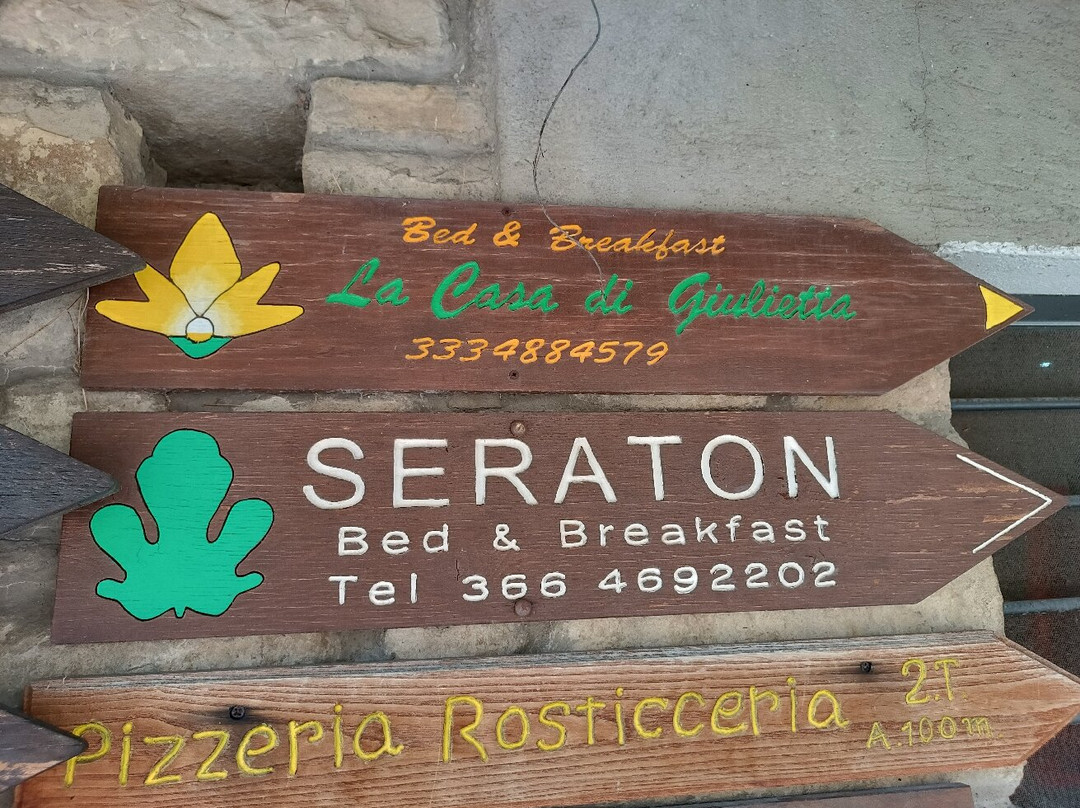 Bed & Breakfast
La Casa di Giulietta
3334884579
SERATON
Bed & Breakfast
Tel 366 4692202
Pizzeria Rosticceria 2.T.
A.100m